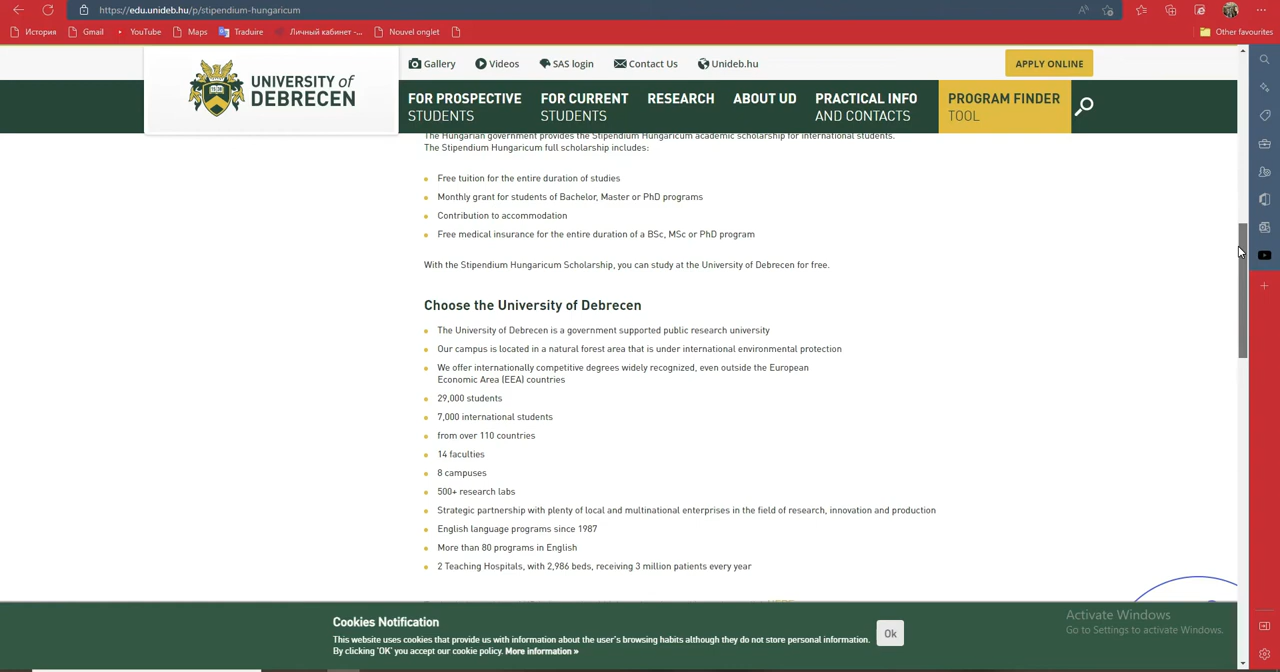 https://edu.unideb.hu/p/stipendium-hungaricum
История
Gmail
YouTube
Maps
Traduire
Личный кабинет -...
Nouvel onglet
Other favourites
UNIVERSITY of
DEBRECEN
Gallery
Videos
SAS login
Contact Us
Unideb.hu
APPLY ONLINE
FOR PROSPECTIVE
STUDENTS
FOR CURRENT
STUDENTS
RESEARCH
ABOUT UD
PRACTICAL INFO
AND CONTACTS
PROGRAM FINDER
TOOL
The Hungarian government provides the Stipendium Hungaricum academic scholarship for international students.
The Stipendium Hungaricum full scholarship includes:
Free tuition for the entire duration of studies
Monthly grant for students of Bachelor, Master or PhD programs
Contribution to accommodation
Free medical insurance for the entire duration of a BSc, MSc or PhD program
With the Stipendium Hungaricum Scholarship, you can study at the University of Debrecen for free.
Choose the University of Debrecen
The University of Debrecen is a government supported public research university
Our campus is located in a natural forest area that is under international environmental protection
We offer internationally competitive degrees widely recognized, even outside the European
Economic Area (EEA) countries
29,000 students
7,000 international students
from over 110 countries
14 faculties
8 campuses
500+ research labs
Strategic partnership with plenty of local and multinational enterprises in the field of research, innovation and production
English language programs since 1987
More than 80 programs in English
2 Teaching Hospitals, with 2,986 beds, receiving 3 million patients every year
Cookies Notification
This website uses cookies that provide us with information about the user's browsing habits although they do not store personal information.
By clicking 'OK' you accept our cookie policy. More information »
Ok
Activate Windows
Go to Settings to activate Windows.